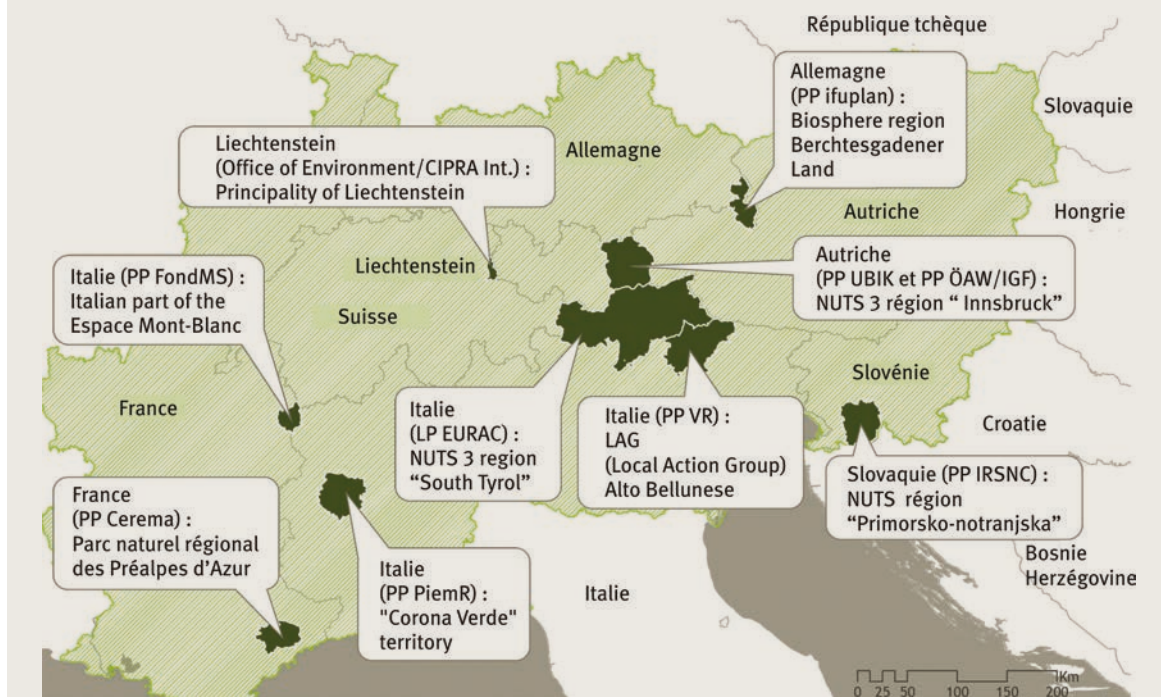 République tchèque
Allemagne
(PP ifuplan) :
Biosphere region
Berchtesgadener
Land
Slovaquie
Liechtenstein
(Office of Environment/CIPRA Int.) :
Principality of Liechtenstein
Allemagne
Autriche
Hongrie
Autriche
(PP UBIK et PP ÖAW/IGF) :
NUTS 3 région “ Innsbruck”
Liechtenstein
Italie (PP FondMS) :
Italian part of the
Espace Mont-Blanc
Suisse
Slovénie
France
Italie
(LP EURAC) :
NUTS 3 region
“South Tyrol”
Italie (PP VR) :
LAG
(Local Action Group)
Alto Bellunese
Croatie
Slovaquie (PP IRSNC) :
NUTS région
“Primorsko-notranjska”
France
(PP Cerema) :
Parc naturel régional
des Préalpes d’Azur
Italie
(PP PiemR) :
"Corona Verde"
territory
Italie
Bosnie
Herzégovine
Km
0 25 50 100 150 200